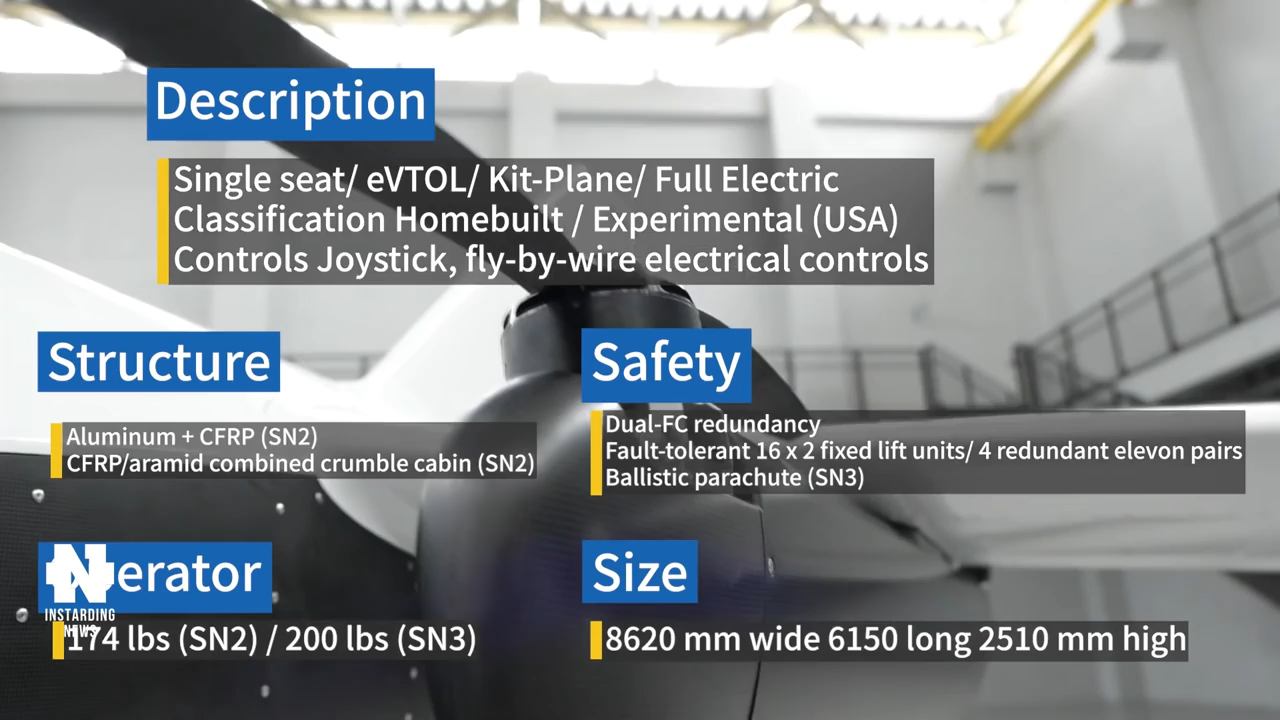 Description
Single seat/ eVTOL/ Kit-Plane/ Full Electric
Classification Homebuilt / Experimental (USA)
Controls Joystick, fly-by-wire electrical controls
Structure
Aluminum + CFRP (SN2)
CFRP/aramid combined crumble cabin (SN2)
Safety
Dual-FC redundancy
Fault-tolerant 16 x 2 fixed lift units/ 4 redundant elevon pairs
Ballistic parachute (SN3)
erator
N
INSTARDING
NEWS
174 lbs (SN2) / 200 lbs (SN3)
Size
8620 mm wide 6150 long 2510 mm high